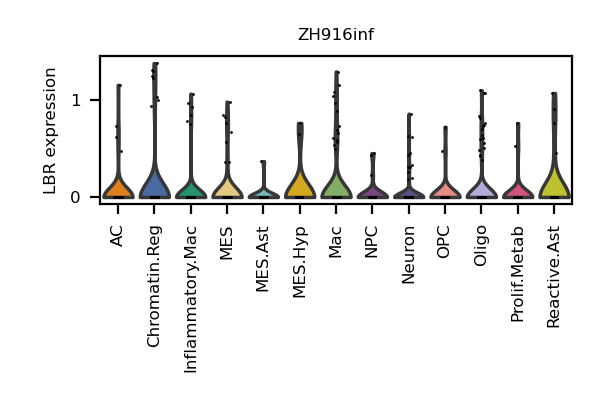 ZH916inf
LBR expression
1
0
AC
Chromatin.Reg
Inflammatory.Mac
MES
MES.Ast
MES.Hyp
Mac
NPC
Neuron
OPC
Oligo
Prolif.Metab
Reactive.Ast